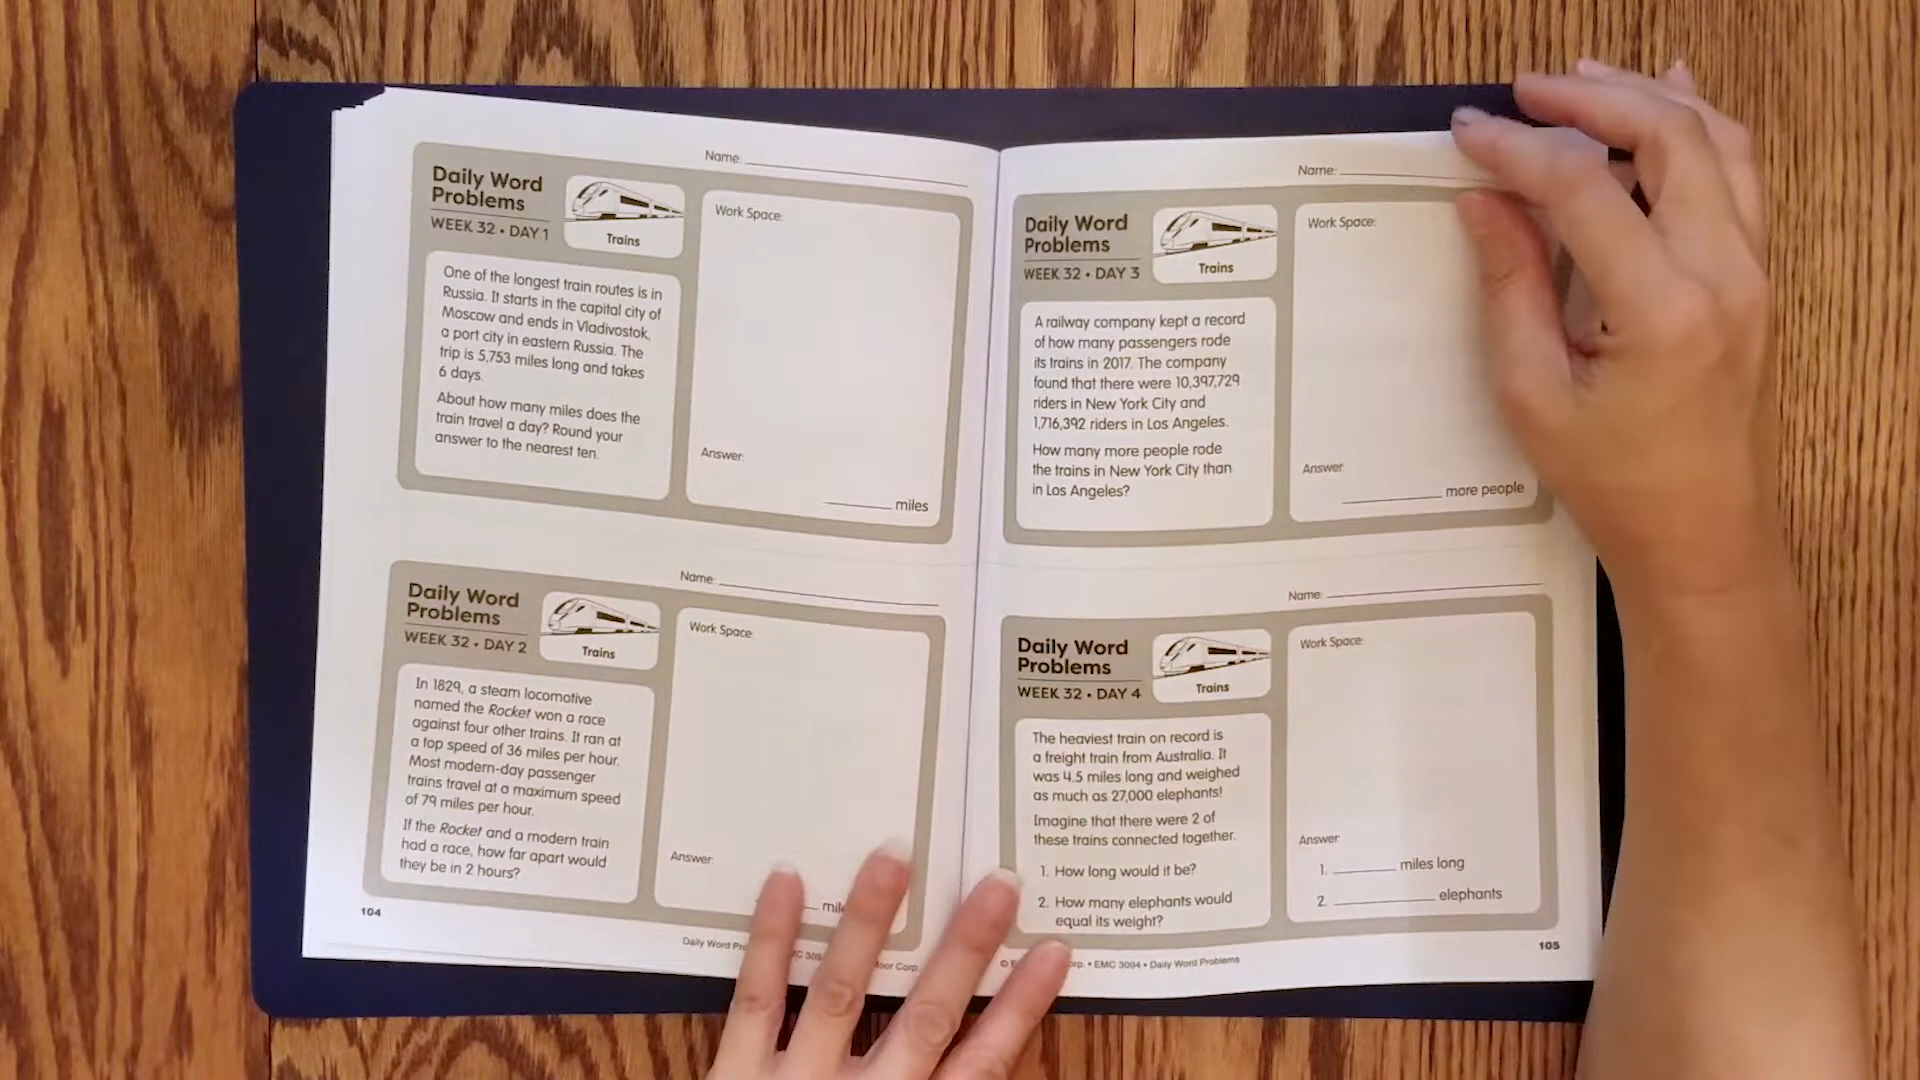 Name:
Daily Word
Problems
WEEK 32 • DAY 1
Trains
One of the longest train routes is in
Russia. It starts in the capital city of
Moscow and ends in Vladivostok,
a port city in eastern Russia. The
trip is 5,753 miles long and takes
6 days.
About how many miles does the
train travel a day? Round your
answer to the nearest ten.
Work Space:
Answer:
miles
Name:
Daily Word
Problems
WEEK 32 • DAY 2
Trains
In 1829, a steam locomotive
named the Rocket won a race
against four other trains. It ran at
a top speed of 36 miles per hour.
Most modern-day passenger
trains travel at a maximum speed
of 79 miles per hour.
If the Rocket and a modern train
had a race, how far apart would
they be in 2 hours?
Work Space:
Answer:
104
Daily Word
Corp.
Name:
Daily Word
Problems
WEEK 32 • DAY 3
Trains
A railway company kept a record
of how many passengers rode
its trains in 2017. The company
found that there were 10,397,729
riders in New York City and
1,716,392 riders in Los Angeles.
How many more people rode
the trains in New York City than
in Los Angeles?
Work Space:
Answer:
more people
Name:
Daily Word
Problems
WEEK 32 • DAY 4
Trains
The heaviest train on record is
a freight train from Australia. It
was 4.5 miles long and weighed
as much as 27,000 elephants!
Imagine that there were 2 of
these trains connected together.
1. How long would it be?
2. How many elephants would
equal its weight?
Work Space:
Answer:
1. miles long
2. elephants
© • EMC 3094 • Daily Word Problems
105